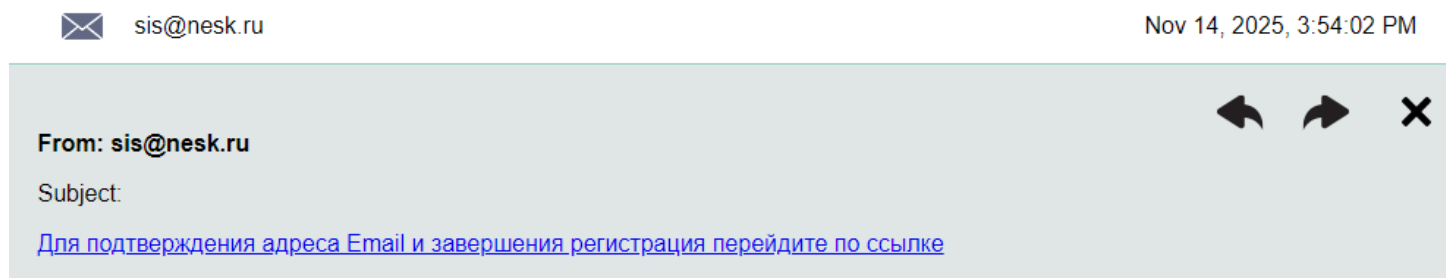 sis@nesk.ru Nov 14, 2025, 3:54:02 PM
From: sis@nesk.ru
Subject:
Для подтверждения адреса Email и завершения регистрация перейдите по ссылке